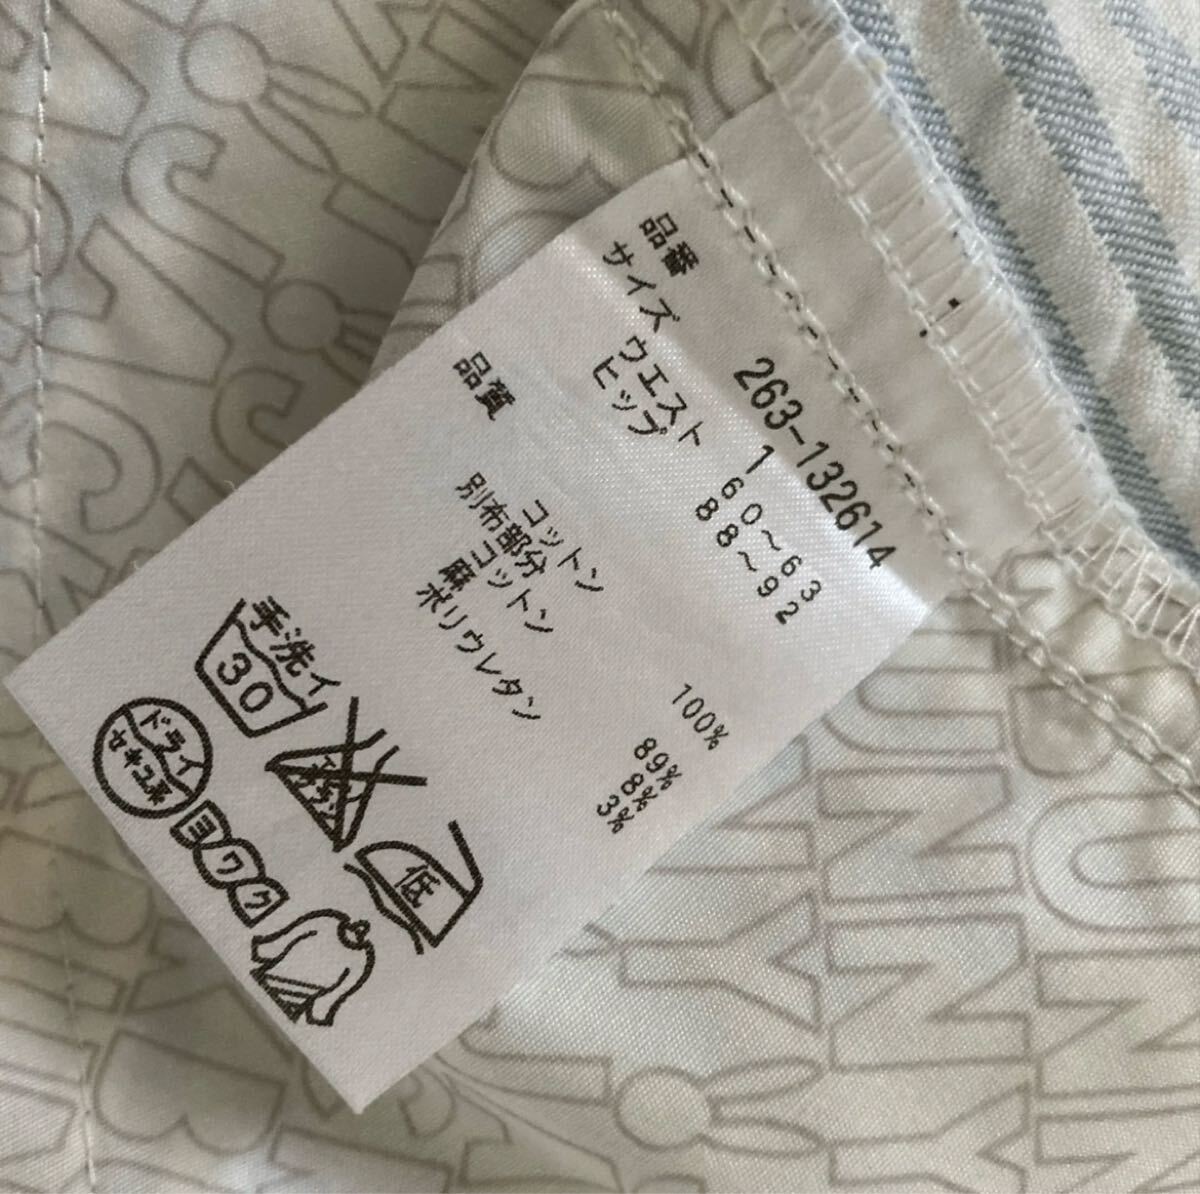 品番 263-132614
サイズ 1
ウエスト 60~63
ヒップ 88~92
品質
コットン 100%
別布部分
コットン 89%
麻 8%
ポリウレタン 3%
手洗イ
30
低
ドライ
セキユ系
ヨワク
BUNNY
BUNNY